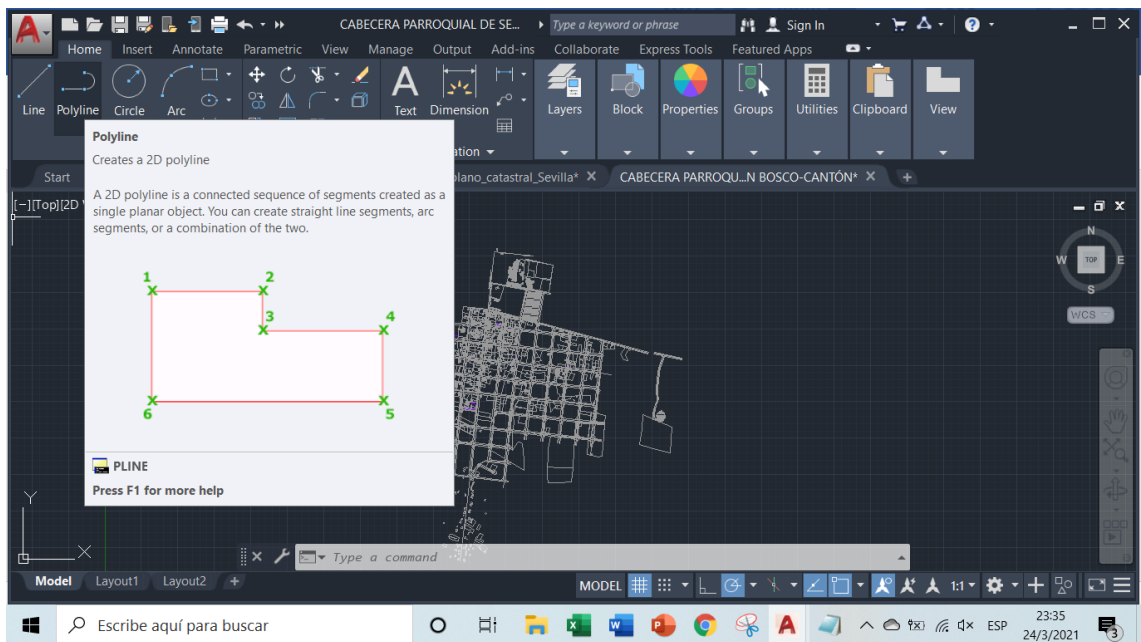 CABECERA PARROQUIAL DE SE...
Type a keyword or phrase
Sign In
Home Insert Annotate Parametric View Manage Output Add-ins Collaborate Express Tools Featured Apps
Line Polyline Circle Arc Text Dimension Layers Block Properties Groups Utilities Clipboard View
ation
Start
plano_catastral_Sevilla*
CABECERA PARROQU...N BOSCO-CANTÓN*
Polyline
Creates a 2D polyline
A 2D polyline is a connected sequence of segments created as a
single planar object. You can create straight line segments, arc
segments, or a combination of the two.
1 2
3 4
6 5
PLINE
Press F1 for more help
[−][Top][2D
N
W TOP E
S
WCS
Y
X
Type a command
Model Layout1 Layout2 +
MODEL
1:1
Escribe aquí para buscar
ESP
23:35
24/3/2021
3